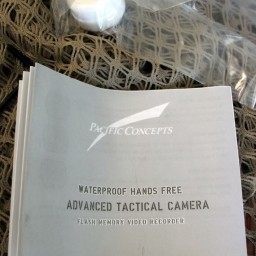 PACIFIC CONCEPTS
WATERPROOF HANDS FREE
ADVANCED TACTICAL CAMERA
FLASH MEMORY VIDEO RECORDER